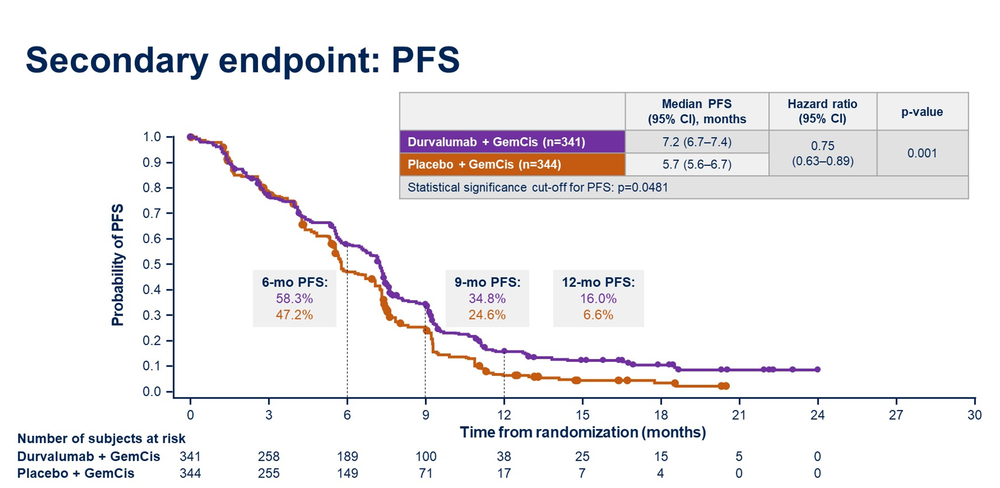 Secondary endpoint: PFS
Median PFS
(95% CI), months
Hazard ratio
(95% CI)
p-value
Durvalumab + GemCis (n=341)
7.2 (6.7–7.4)
0.75
(0.63–0.89)
0.001
Placebo + GemCis (n=344)
5.7 (5.6–6.7)
Statistical significance cut-off for PFS: p=0.0481
Probability of PFS
1.0
0.9
0.8
0.7
0.6
0.5
0.4
0.3
0.2
0.1
0.0
6-mo PFS:
58.3%
47.2%
9-mo PFS:
34.8%
24.6%
12-mo PFS:
16.0%
6.6%
0 3 6 9 12 15 18 21 24 27 30
Time from randomization (months)
Number of subjects at risk
Durvalumab + GemCis 341 258 189 100 38 25 15 5 0
Placebo + GemCis 344 255 149 71 17 7 4 0 0